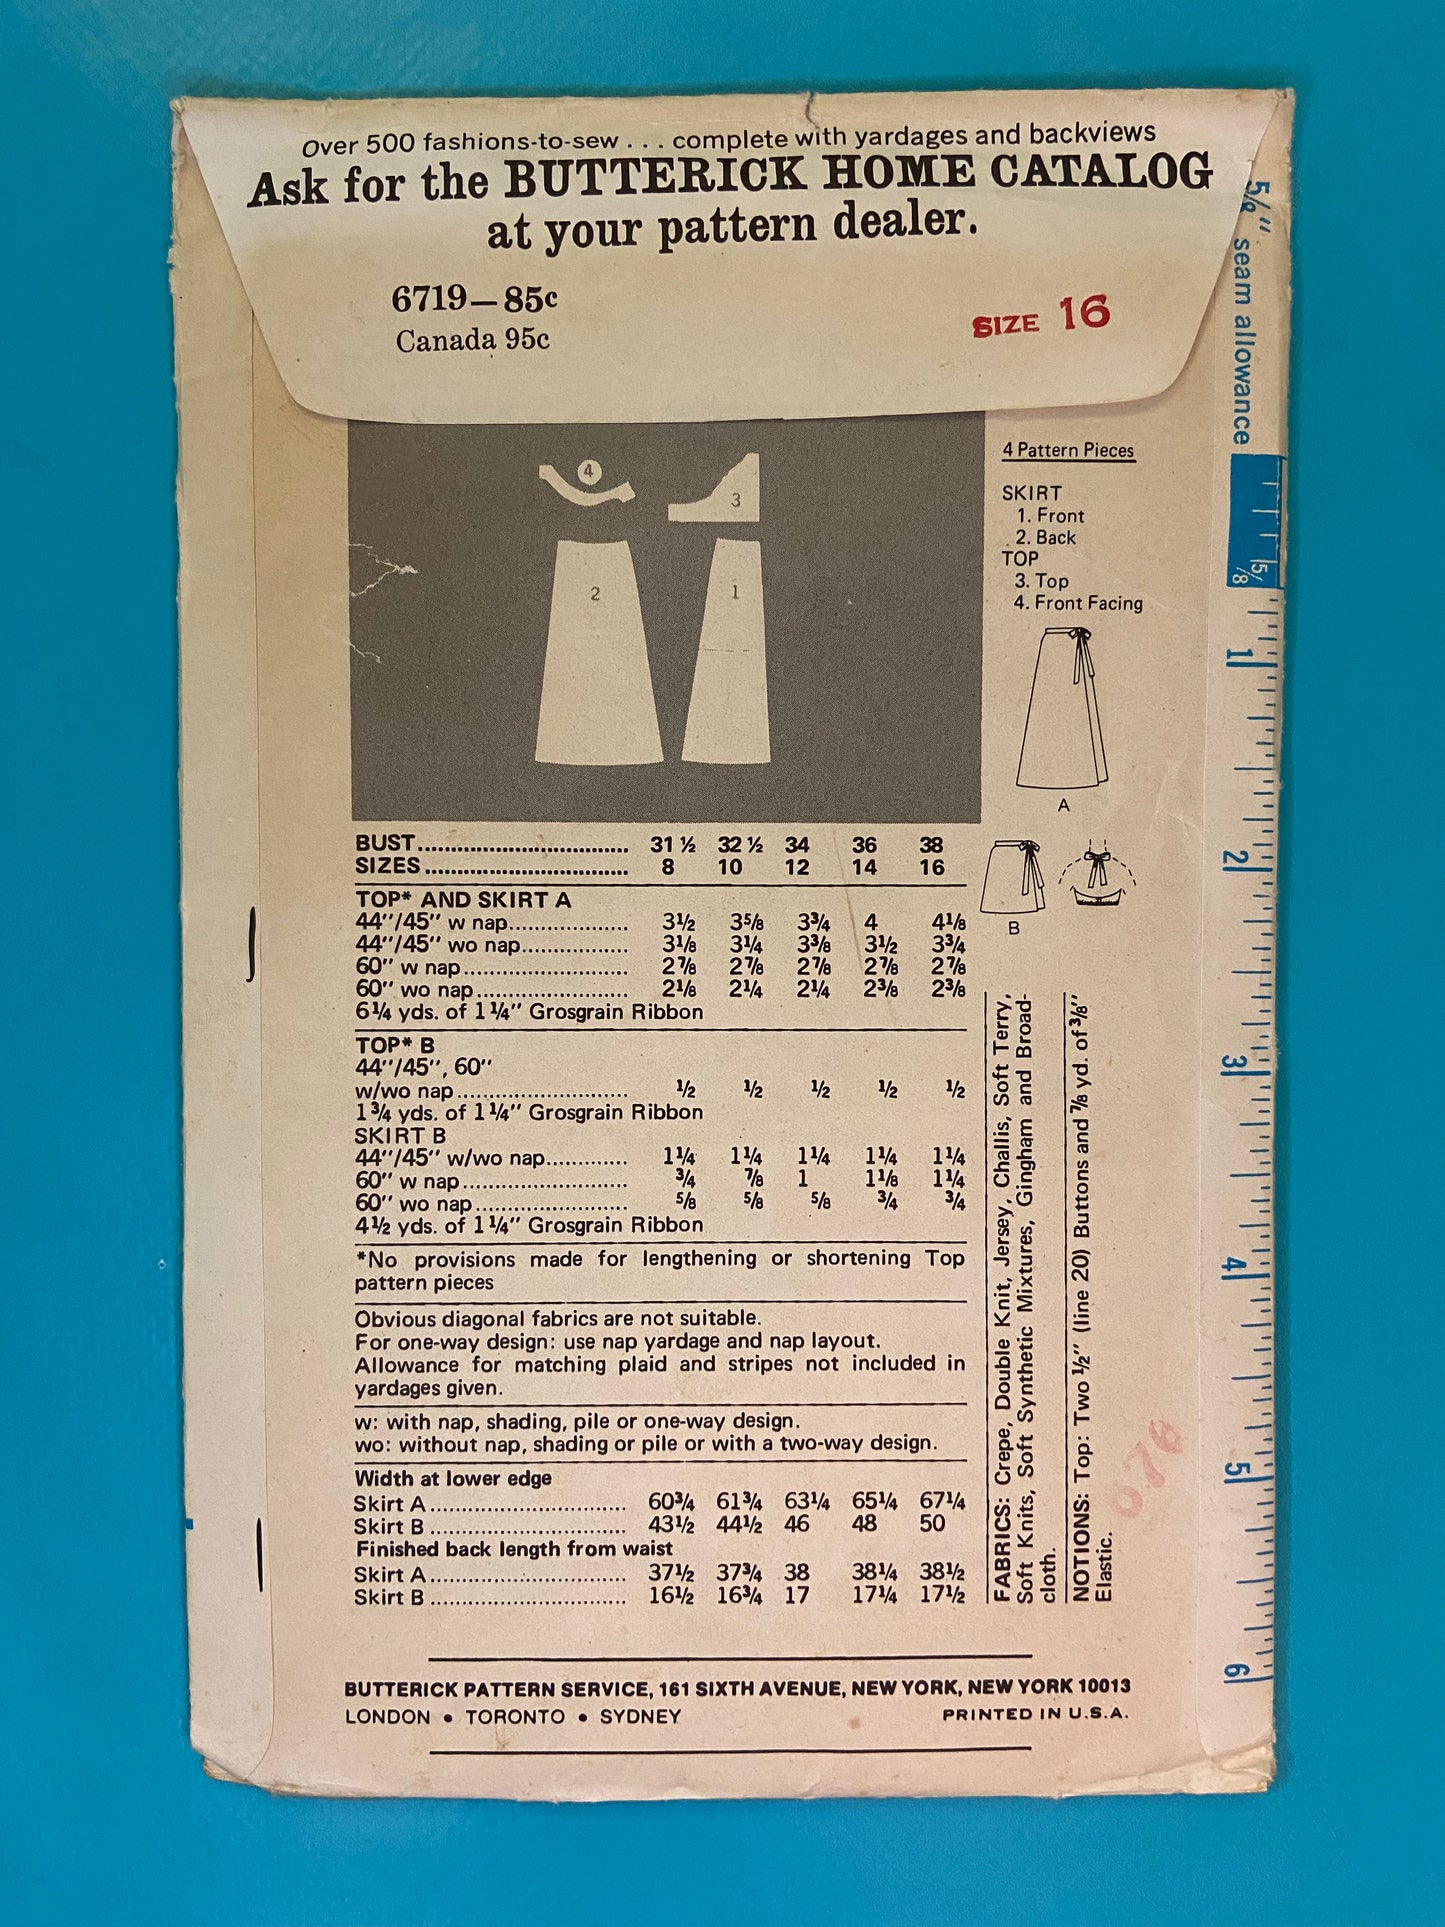 Over 500 fashions-to-sew . . . complete with yardages and backviews
Ask for the BUTTERICK HOME CATALOG
at your pattern dealer.
6719—85c
Canada 95c
SIZE 16
5/8" seam allowance
4
3
2
1
4 Pattern Pieces
SKIRT
1. Front
2. Back
TOP
3. Top
4. Front Facing
A
B
BUST 31 ½ 32 ½ 34 36 38
SIZES 8 10 12 14 16
TOP* AND SKIRT A
44"/45" w nap 3½ 3⅝ 3¾ 4 4⅛
44"/45" wo nap 3⅛ 3¼ 3⅜ 3½ 3¾
60" w nap 2⅞ 2⅞ 2⅞ 2⅞ 2⅞
60" wo nap 2⅛ 2¼ 2¼ 2⅜ 2⅜
6¼ yds. of 1¼" Grosgrain Ribbon
TOP* B
44"/45", 60"
w/wo nap ½ ½ ½ ½ ½
1¾ yds. of 1¼" Grosgrain Ribbon
SKIRT B
44"/45" w/wo nap 1¼ 1¼ 1¼ 1¼ 1¼
60" w nap ¾ ⅞ 1 1⅛ 1¼
60" wo nap ⅝ ⅝ ⅝ ¾ ¾
4½ yds. of 1¼" Grosgrain Ribbon
*No provisions made for lengthening or shortening Top
pattern pieces
Obvious diagonal fabrics are not suitable.
For one-way design: use nap yardage and nap layout.
Allowance for matching plaid and stripes not included in
yardages given.
w: with nap, shading, pile or one-way design.
wo: without nap, shading or pile or with a two-way design.
Width at lower edge
Skirt A 60¾ 61¾ 63¼ 65¼ 67¼
Skirt B 43½ 44½ 46 48 50
Finished back length from waist
Skirt A 37½ 37¾ 38 38¼ 38½
Skirt B 16½ 16¾ 17 17¼ 17½
FABRICS: Crepe, Double Knit, Jersey, Challis, Soft Terry,
Soft Knits, Soft Synthetic Mixtures, Gingham and Broad-
cloth.
NOTIONS: Top: Two ½" (line 20) Buttons and ⅞ yd. of ⅜"
Elastic.
076
5/8
1
2
3
4
5
6
BUTTERICK PATTERN SERVICE, 161 SIXTH AVENUE, NEW YORK, NEW YORK 10013
LONDON • TORONTO • SYDNEY
PRINTED IN U.S.A.